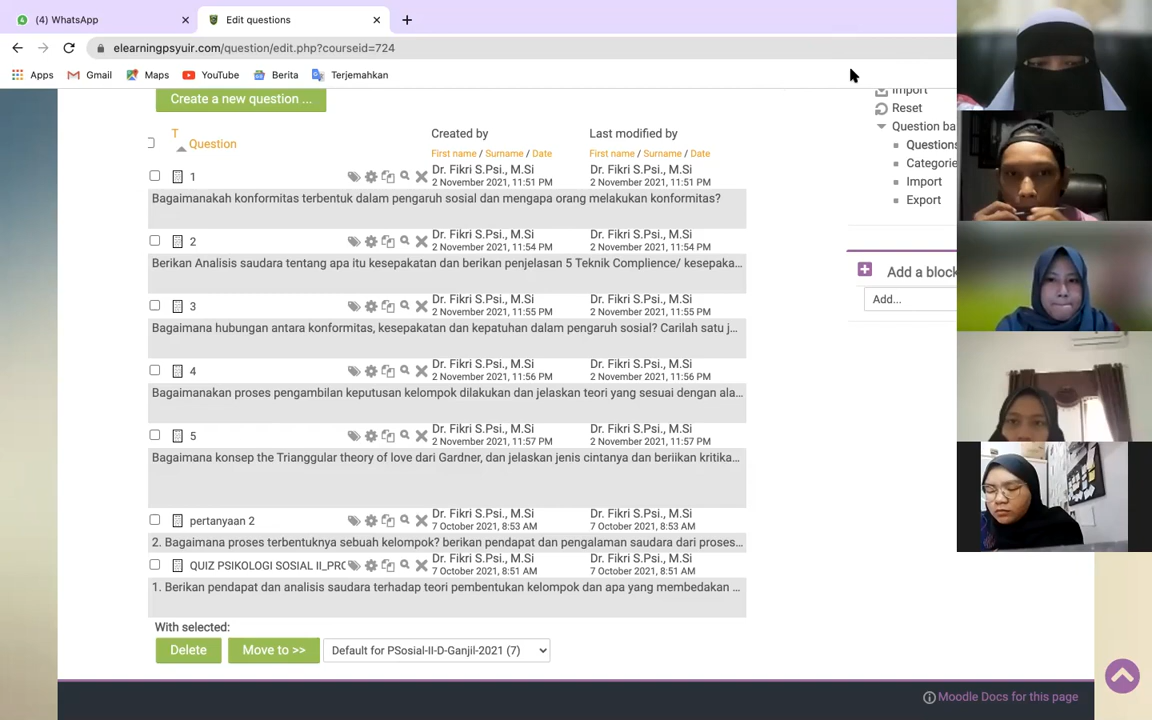 (4) WhatsApp
Edit questions
elearningpsyuir.com/question/edit.php?courseid=724
Apps Gmail Maps YouTube Berita Terjemahkan
Create a new question ...
Import
Reset
Question ba
Questions
Categorie
Import
Export
T
Question
Created by
First name / Surname / Date
Last modified by
First name / Surname / Date
1
Dr. Fikri S.Psi., M.Si
2 November 2021, 11:51 PM
Dr. Fikri S.Psi., M.Si
2 November 2021, 11:51 PM
Bagaimanakah konformitas terbentuk dalam pengaruh sosial dan mengapa orang melakukan konformitas?
2
Dr. Fikri S.Psi., M.Si
2 November 2021, 11:54 PM
Dr. Fikri S.Psi., M.Si
2 November 2021, 11:54 PM
Berikan Analisis saudara tentang apa itu kesepakatan dan berikan penjelasan 5 Teknik Complience/ kesepaka...
3
Dr. Fikri S.Psi., M.Si
2 November 2021, 11:55 PM
Dr. Fikri S.Psi., M.Si
2 November 2021, 11:55 PM
Bagaimana hubungan antara konformitas, kesepakatan dan kepatuhan dalam pengaruh sosial? Carilah satu j...
4
Dr. Fikri S.Psi., M.Si
2 November 2021, 11:56 PM
Dr. Fikri S.Psi., M.Si
2 November 2021, 11:56 PM
Bagaimanakan proses pengambilan keputusan kelompok dilakukan dan jelaskan teori yang sesuai dengan ala...
5
Dr. Fikri S.Psi., M.Si
2 November 2021, 11:57 PM
Dr. Fikri S.Psi., M.Si
2 November 2021, 11:57 PM
Bagaimana konsep the Trianggular theory of love dari Gardner, dan jelaskan jenis cintanya dan beriikan kritika...
pertanyaan 2
Dr. Fikri S.Psi., M.Si
7 October 2021, 8:53 AM
Dr. Fikri S.Psi., M.Si
7 October 2021, 8:53 AM
2. Bagaimana proses terbentuknya sebuah kelompok? berikan pendapat dan pengalaman saudara dari proses...
QUIZ PSIKOLOGI SOSIAL II_PRO
Dr. Fikri S.Psi., M.Si
7 October 2021, 8:51 AM
Dr. Fikri S.Psi., M.Si
7 October 2021, 8:51 AM
1. Berikan pendapat dan analisis saudara terhadap teori pembentukan kelompok dan apa yang membedakan ...
With selected:
Delete
Move to >>
Default for PSosial-II-D-Ganjil-2021 (7)
Add a block
Add...
Moodle Docs for this page